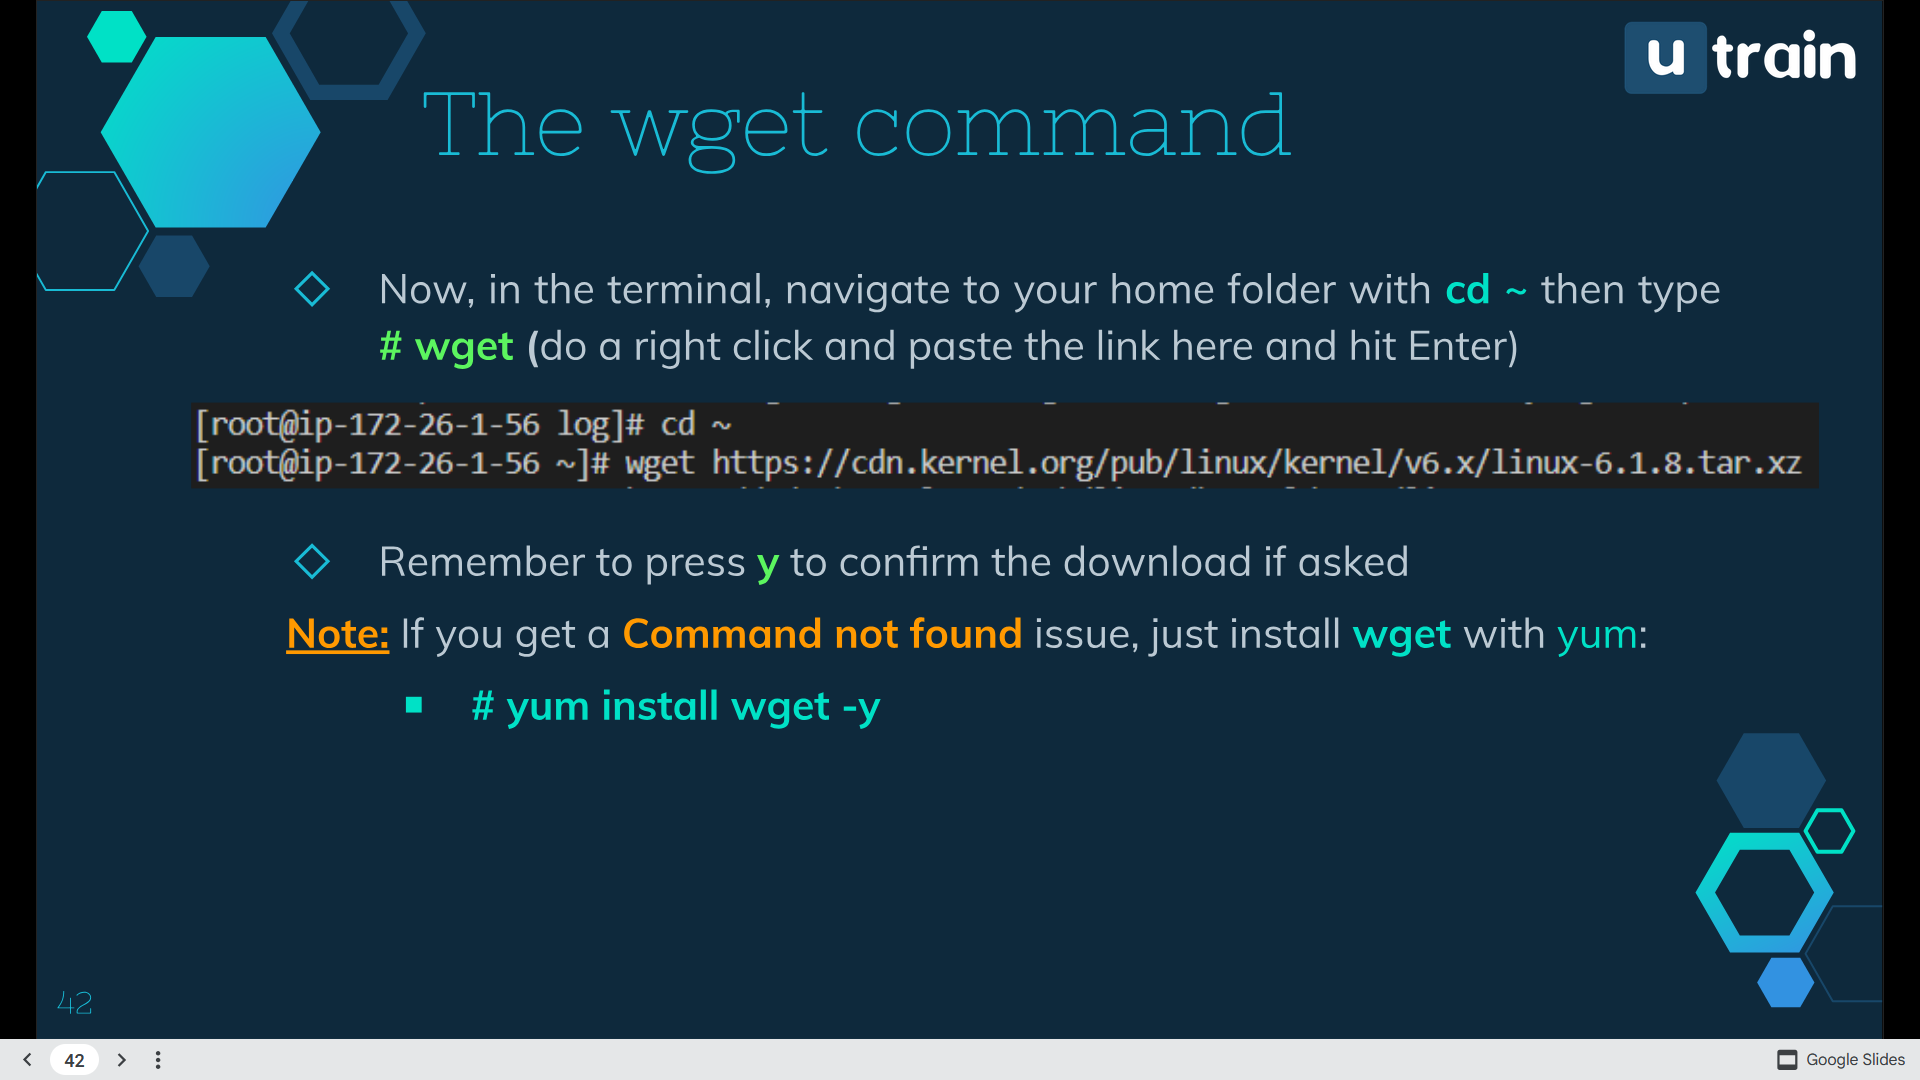 u train
The wget command
Now, in the terminal, navigate to your home folder with cd ~ then type
# wget (do a right click and paste the link here and hit Enter)
[root@ip-172-26-1-56 log]# cd ~
[root@ip-172-26-1-56 ~]# wget https://cdn.kernel.org/pub/linux/kernel/v6.x/linux-6.1.8.tar.xz
Remember to press y to confirm the download if asked
Note: If you get a Command not found issue, just install wget with yum:
# yum install wget -y
42
42
Google Slides